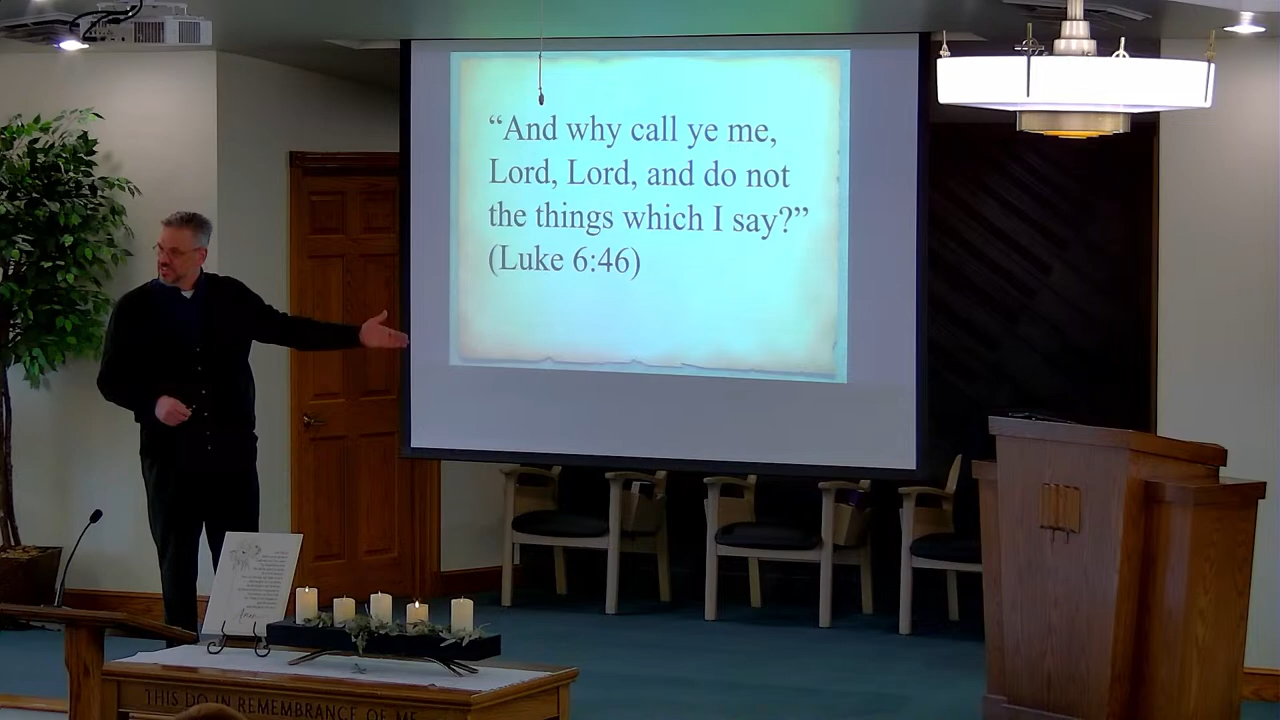 “And why call ye me,
Lord, Lord, and do not
the things which I say?”
(Luke 6:46)
THIS DO IN REMEMBRANCE OF ME